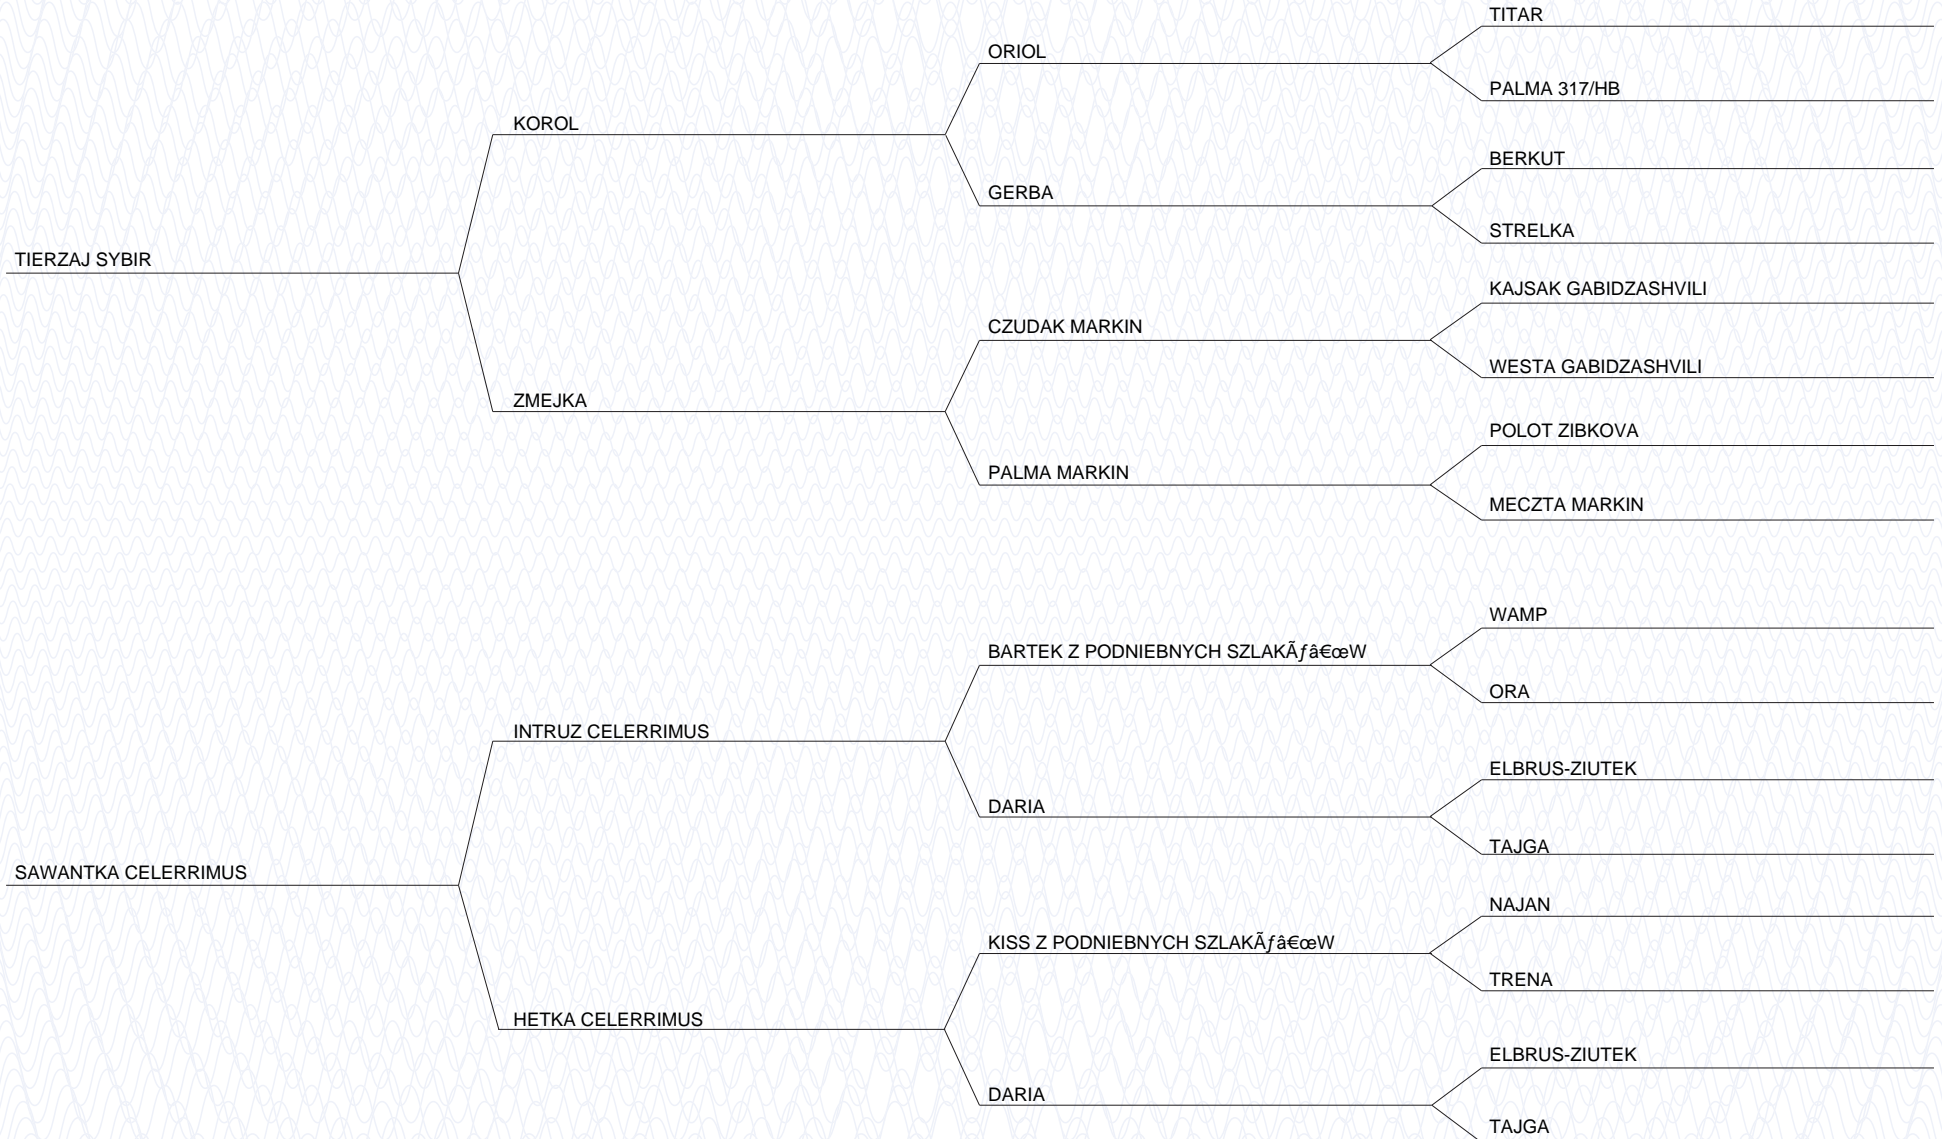 TITAR
ORIOL
PALMA 317/HB
KOROL
BERKUT
GERBA
STRELKA
TIERZAJ SYBIR
KAJSAK GABIDZASHVILI
CZUDAK MARKIN
WESTA GABIDZASHVILI
ZMEJKA
POLOT ZIBKOVA
PALMA MARKIN
MECZTA MARKIN
WAMP
BARTEK Z PODNIEBNYCH SZLAKÃƒâ€œW
ORA
INTRUZ CELERRIMUS
ELBRUS-ZIUTEK
DARIA
TAJGA
SAWANTKA CELERRIMUS
NAJAN
KISS Z PODNIEBNYCH SZLAKÃƒâ€œW
TRENA
HETKA CELERRIMUS
ELBRUS-ZIUTEK
DARIA
TAJGA